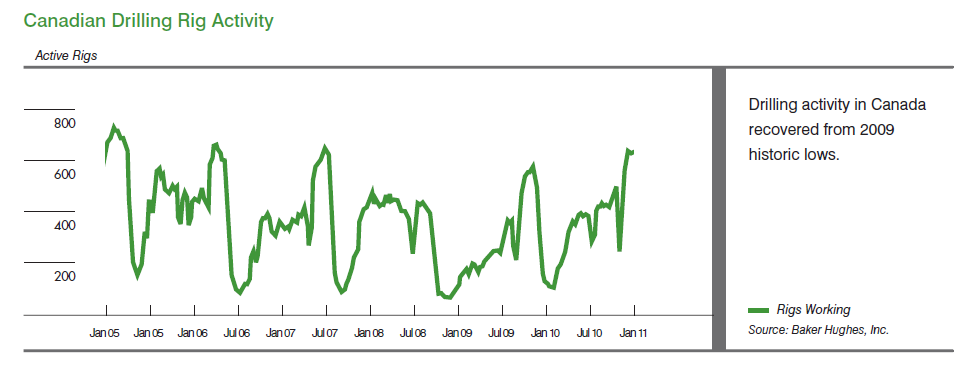 Canadian Drilling Rig Activity
Active Rigs
800
600
400
200
Jan 05 Jan 05 Jan 06 Jul 06 Jan 07 Jul 07 Jan 08 Jul 08 Jan 09 Jul 09 Jan 10 Jul 10 Jan 11
Drilling activity in Canada
recovered from 2009
historic lows.
Rigs Working
Source: Baker Hughes, Inc.